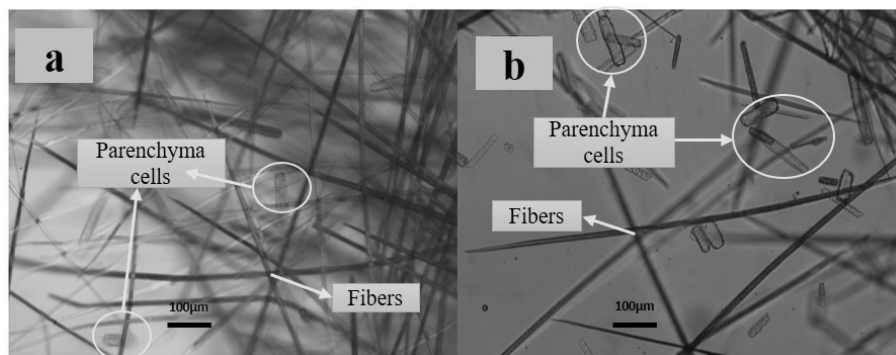 a
Parenchyma
cells
Fibers
100µm
b
Parenchyma
cells
Fibers
100µm